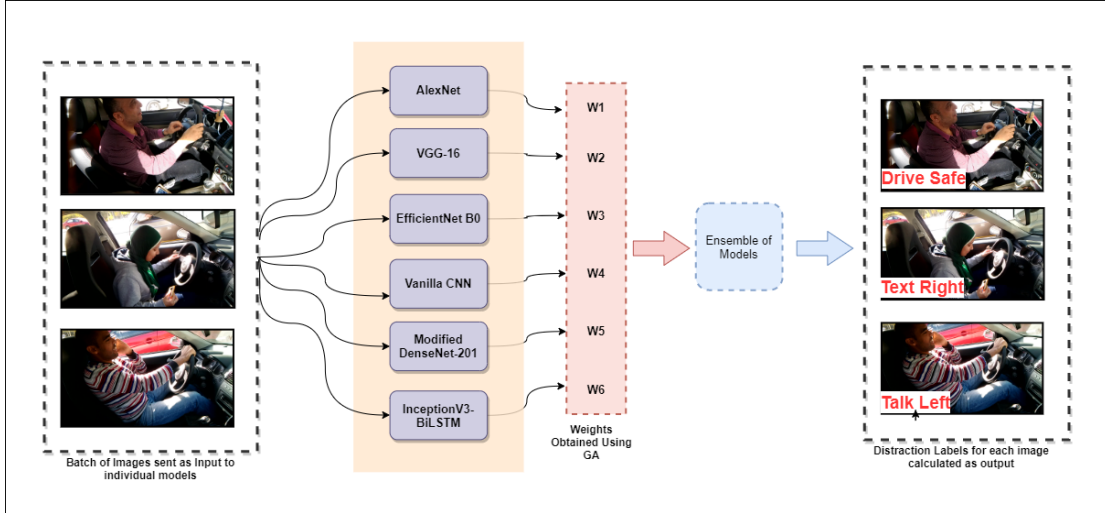 AlexNet
VGG-16
EfficientNet B0
Vanilla CNN
Modified
DenseNet-201
InceptionV3-
BiLSTM
W1
W2
W3
W4
W5
W6
Weights
Obtained Using
GA
Ensemble of
Models
Drive Safe
Text Right
Talk Left
Batch of Images sent as Input to
individual models
Distraction Labels for each image
calculated as output